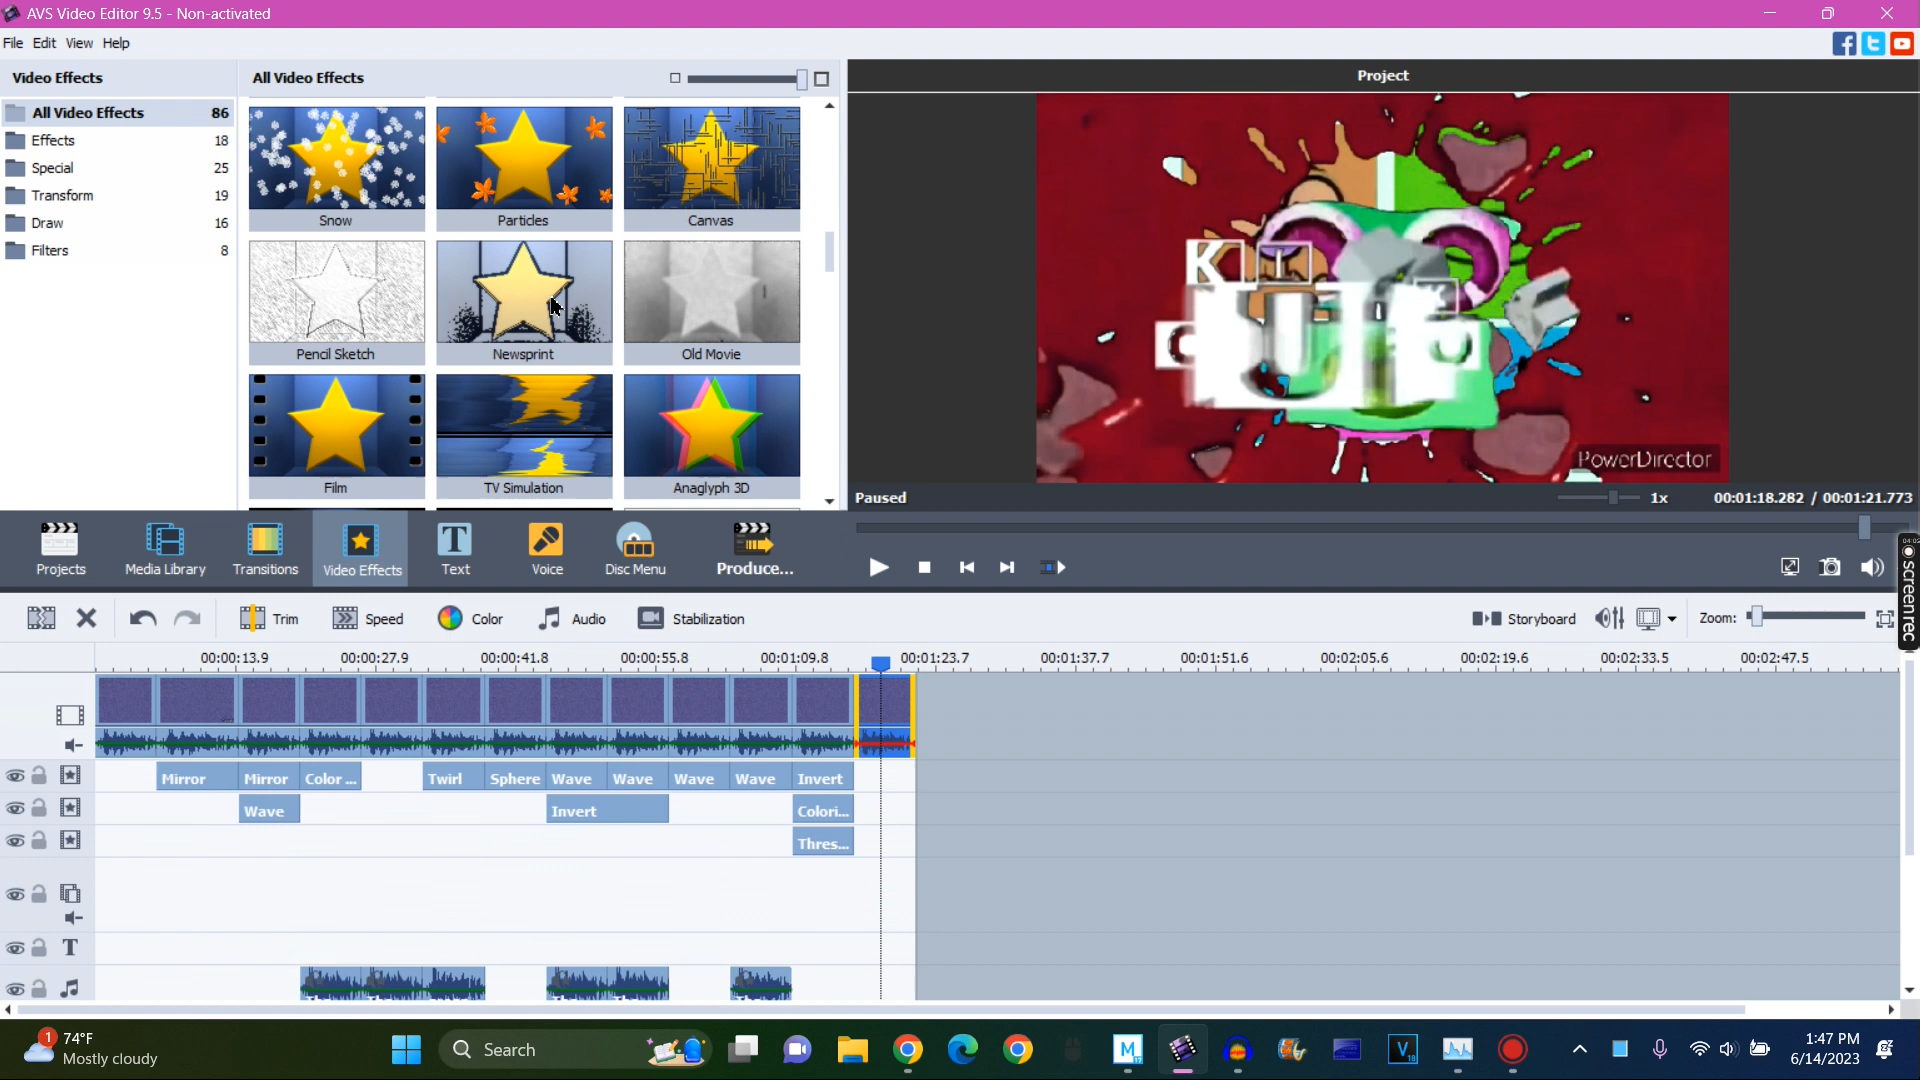 AVS Video Editor 9.5 - Non-activated
File Edit View Help
Video Effects
All Video Effects
Project
All Video Effects 86
Effects 18
Special 25
Transform 19
Draw 16
Filters 8
Snow
Particles
Canvas
Pencil Sketch
Newsprint
Old Movie
Film
TV Simulation
Anaglyph 3D
K
PowerDirector
Paused
1x
00:01:18.282 / 00:01:21.773
Projects
Media Library
Transitions
Video Effects
Text
Voice
Disc Menu
Produce...
screenrec
Trim
Speed
Color
Audio
Stabilization
Storyboard
Zoom:
00:00:13.9 00:00:27.9 00:00:41.8 00:00:55.8 00:01:09.8 00:01:23.7 00:01:37.7 00:01:51.6 00:02:05.6 00:02:19.6 00:02:33.5 00:02:47.5
Mirror Mirror Color ... Twirl Sphere Wave Wave Wave Wave Invert
Wave Invert Colori...
Thres...
T
1
74°F
Mostly cloudy
Search
1:47 PM
6/14/2023